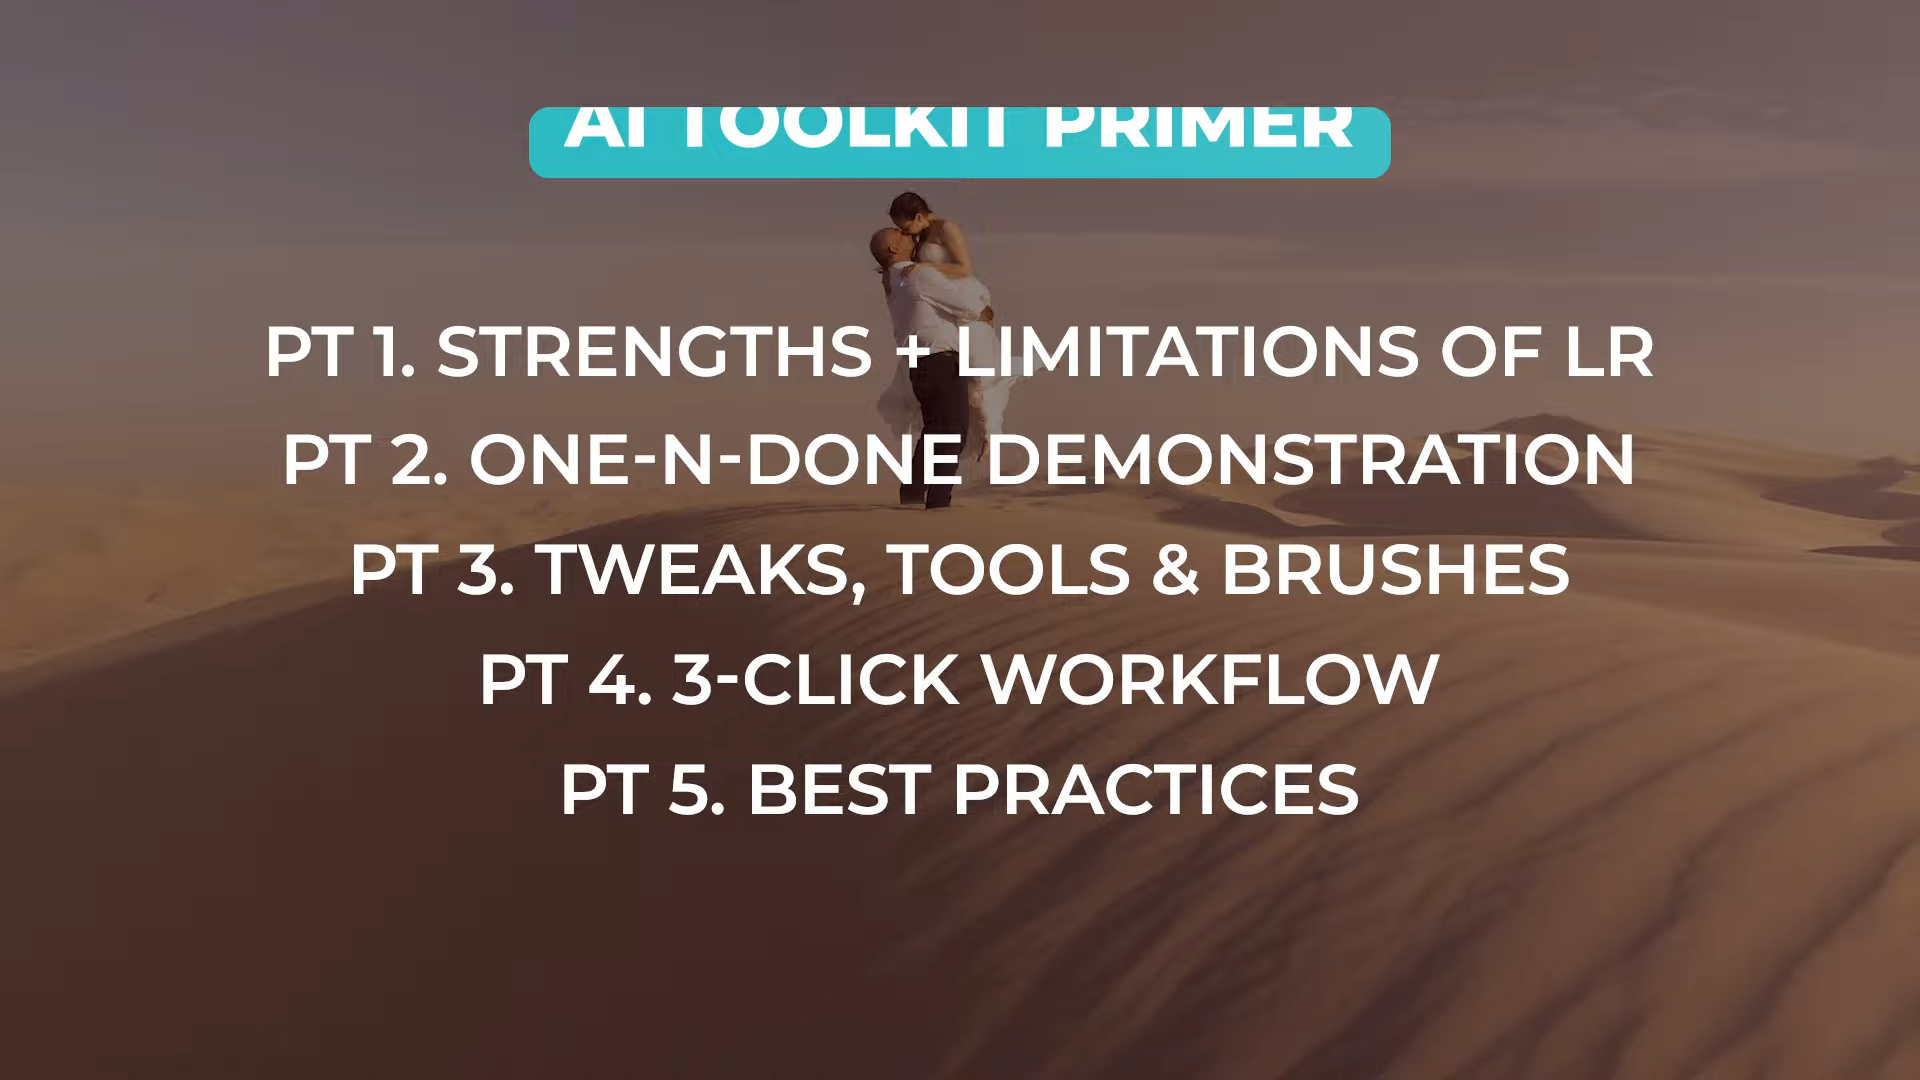 AI TOOLKIT PRIMER
PT 1. STRENGTHS + LIMITATIONS OF LR
PT 2. ONE-N-DONE DEMONSTRATION
PT 3. TWEAKS, TOOLS & BRUSHES
PT 4. 3-CLICK WORKFLOW
PT 5. BEST PRACTICES